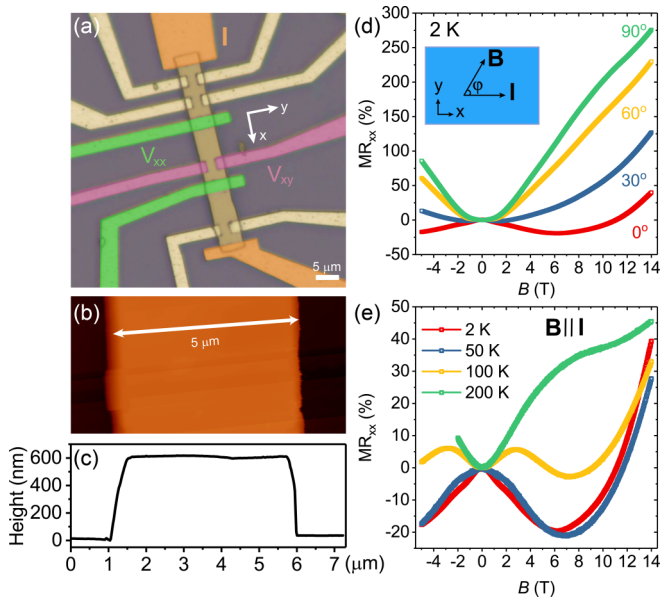 (a)
I
y
x
V_xx
V_xy
5 μm
(b)
5 μm
(c)
Height (nm)
600
400
200
0
0 1 2 3 4 5 6 7 (μm)
(d)
2 K
B
φ
I
y
x
90°
60°
30°
0°
MR_xx (%)
300
250
200
150
100
50
0
-50
-4 -2 0 2 4 6 8 10 12 14
B (T)
(e)
B || I
2 K
50 K
100 K
200 K
MR_xx (%)
50
40
30
20
10
0
-10
-20
-4 -2 0 2 4 6 8 10 12 14
B (T)